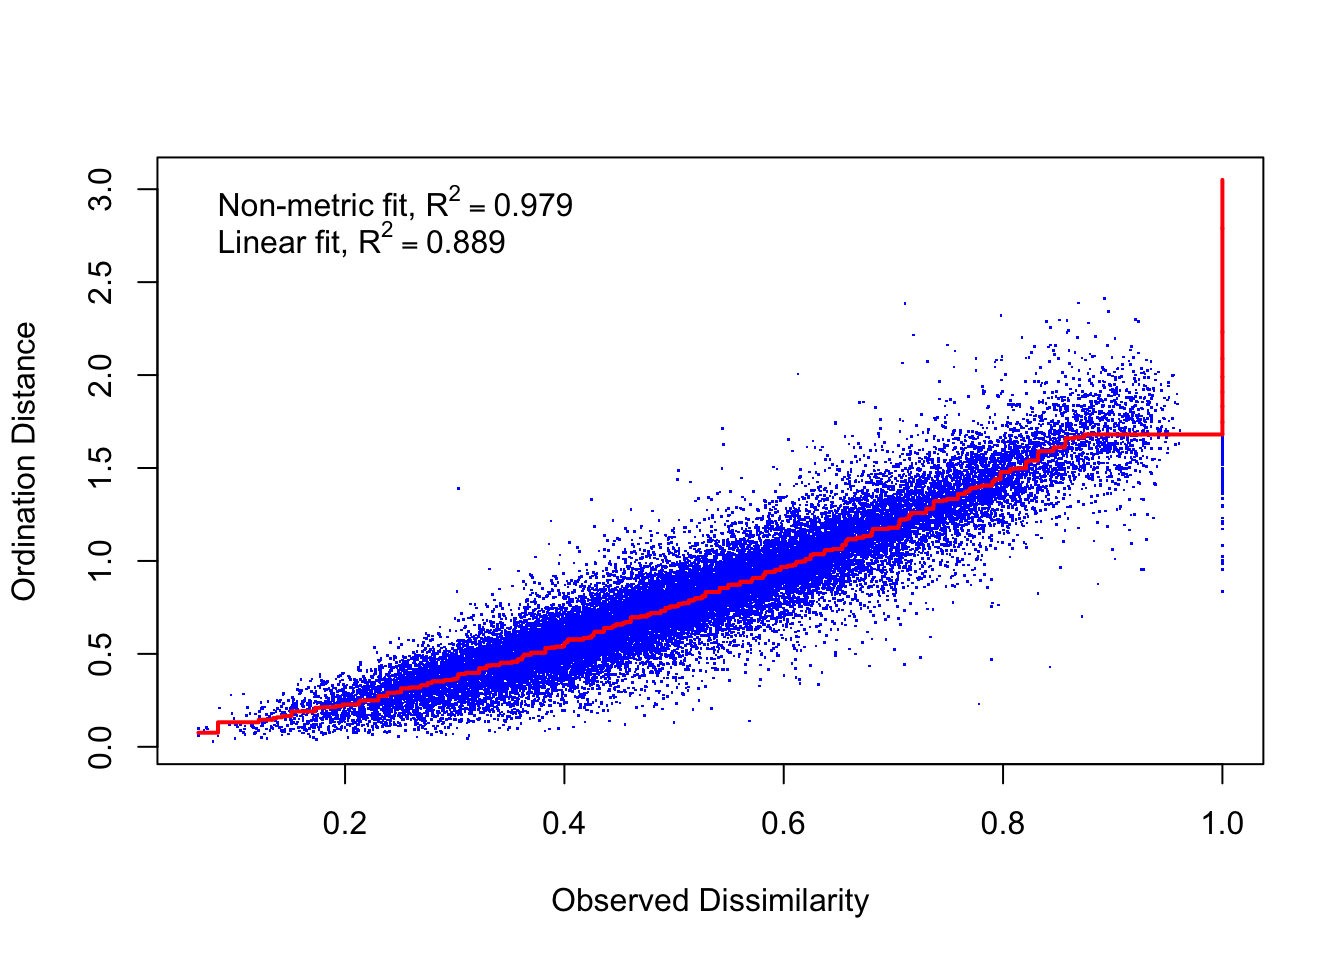 Non-metric fit, R² = 0.979
Linear fit, R² = 0.889
Ordination Distance
3.0
2.5
2.0
1.5
1.0
0.5
0.0
0.2 0.4 0.6 0.8 1.0
Observed Dissimilarity